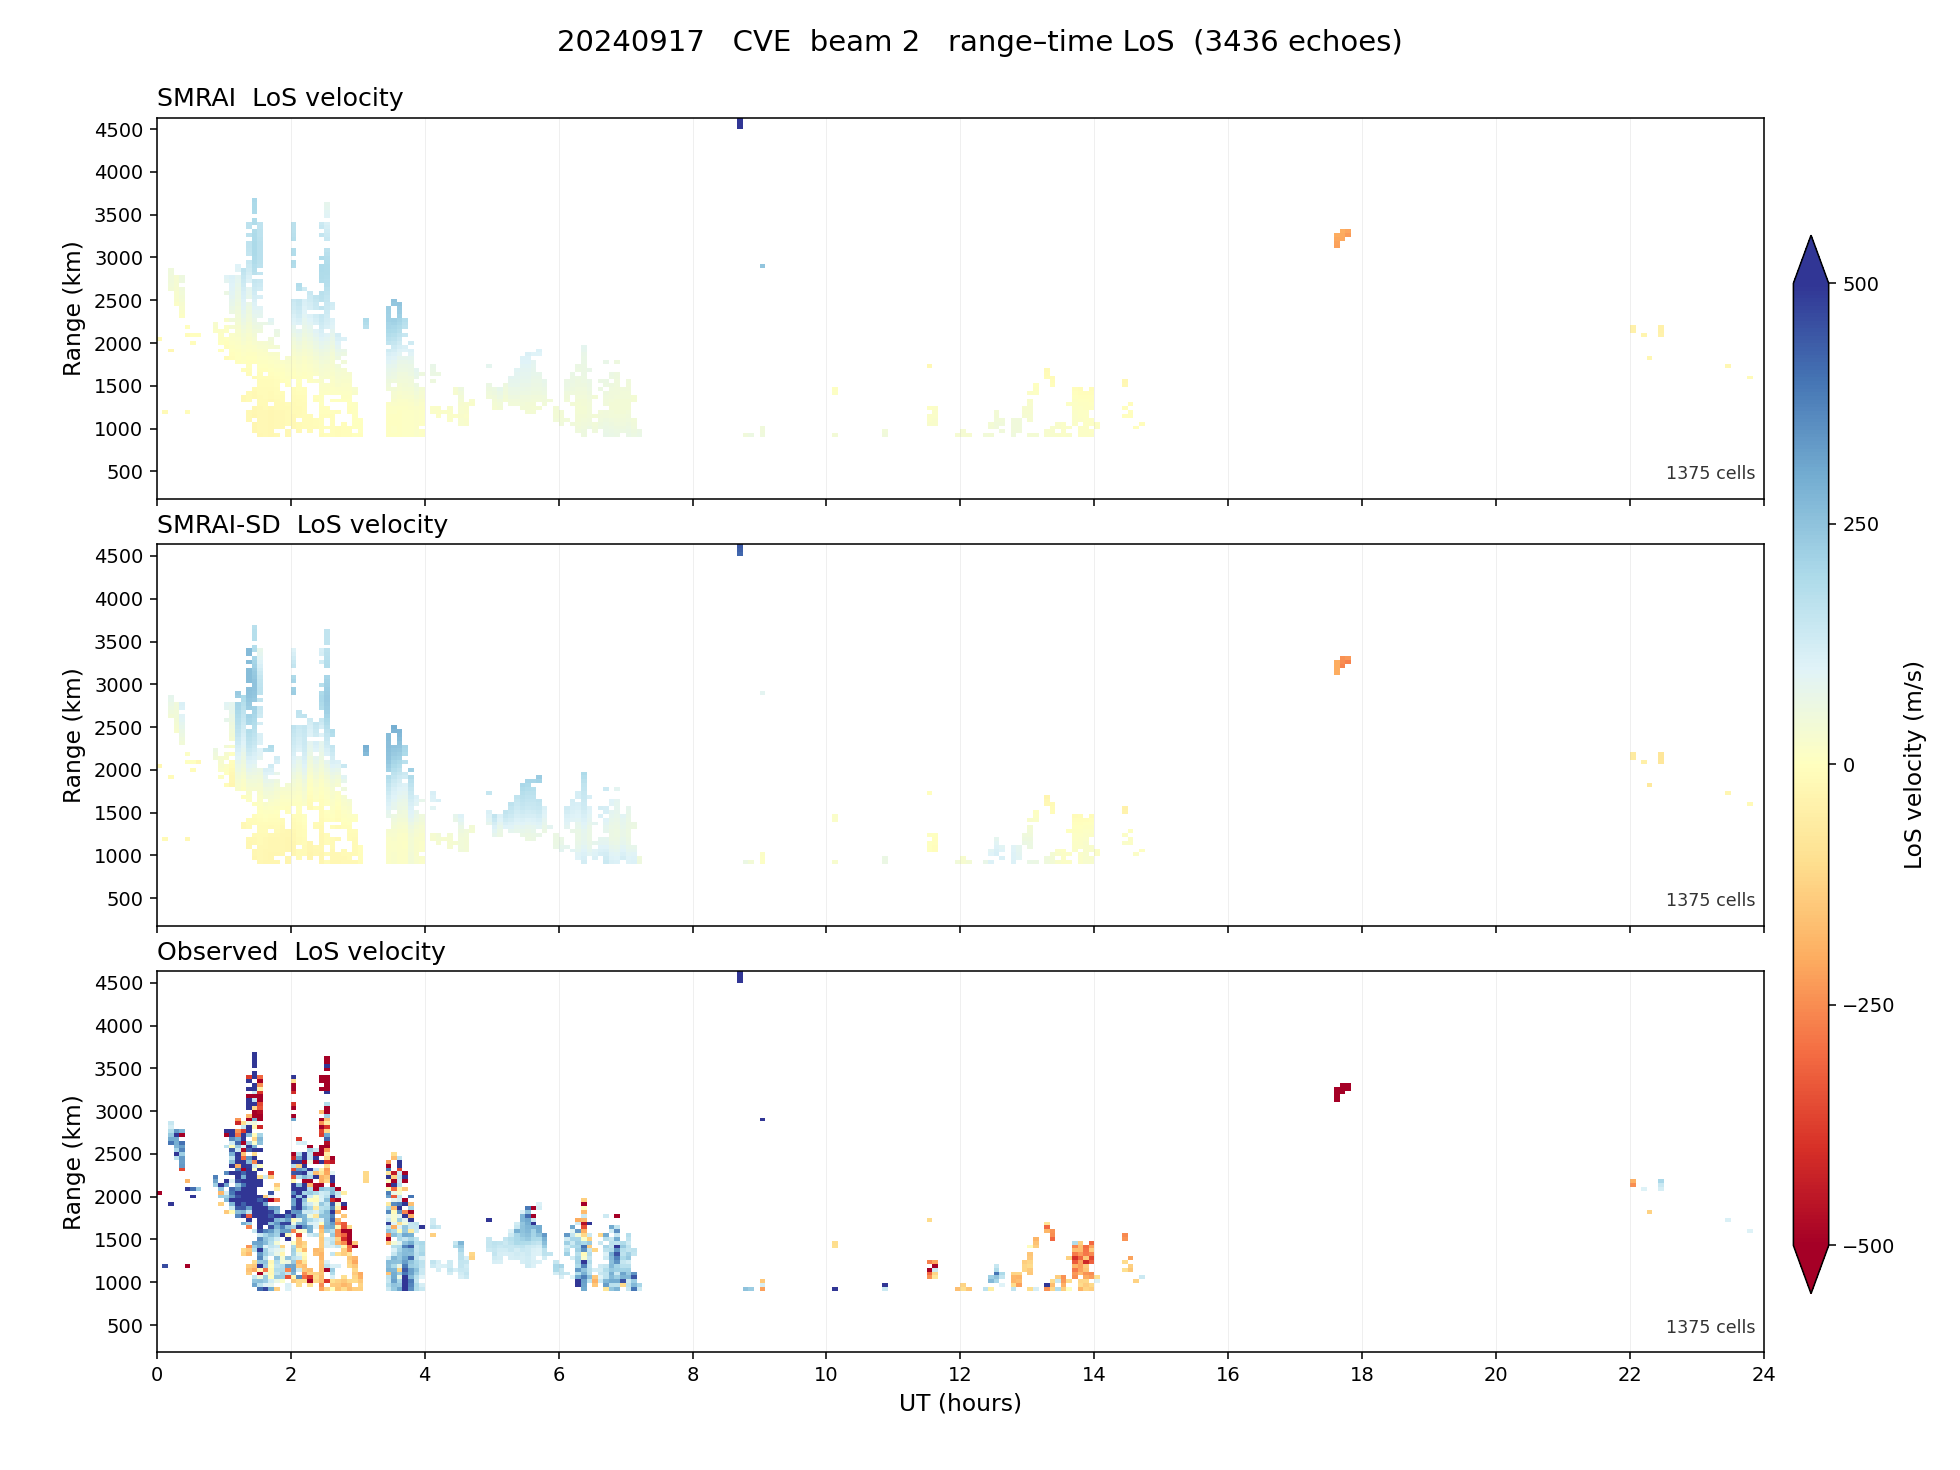 20240917   CVE  beam 2   range–time LoS  (3436 echoes)
SMRAI  LoS velocity
4500
4000
3500
3000
2500
2000
1500
1000
500
Range (km)
1375 cells
SMRAI-SD  LoS velocity
4500
4000
3500
3000
2500
2000
1500
1000
500
Range (km)
1375 cells
Observed  LoS velocity
4500
4000
3500
3000
2500
2000
1500
1000
500
Range (km)
1375 cells
0 2 4 6 8 10 12 14 16 18 20 22 24
UT (hours)
500
250
0
−250
−500
LoS velocity (m/s)